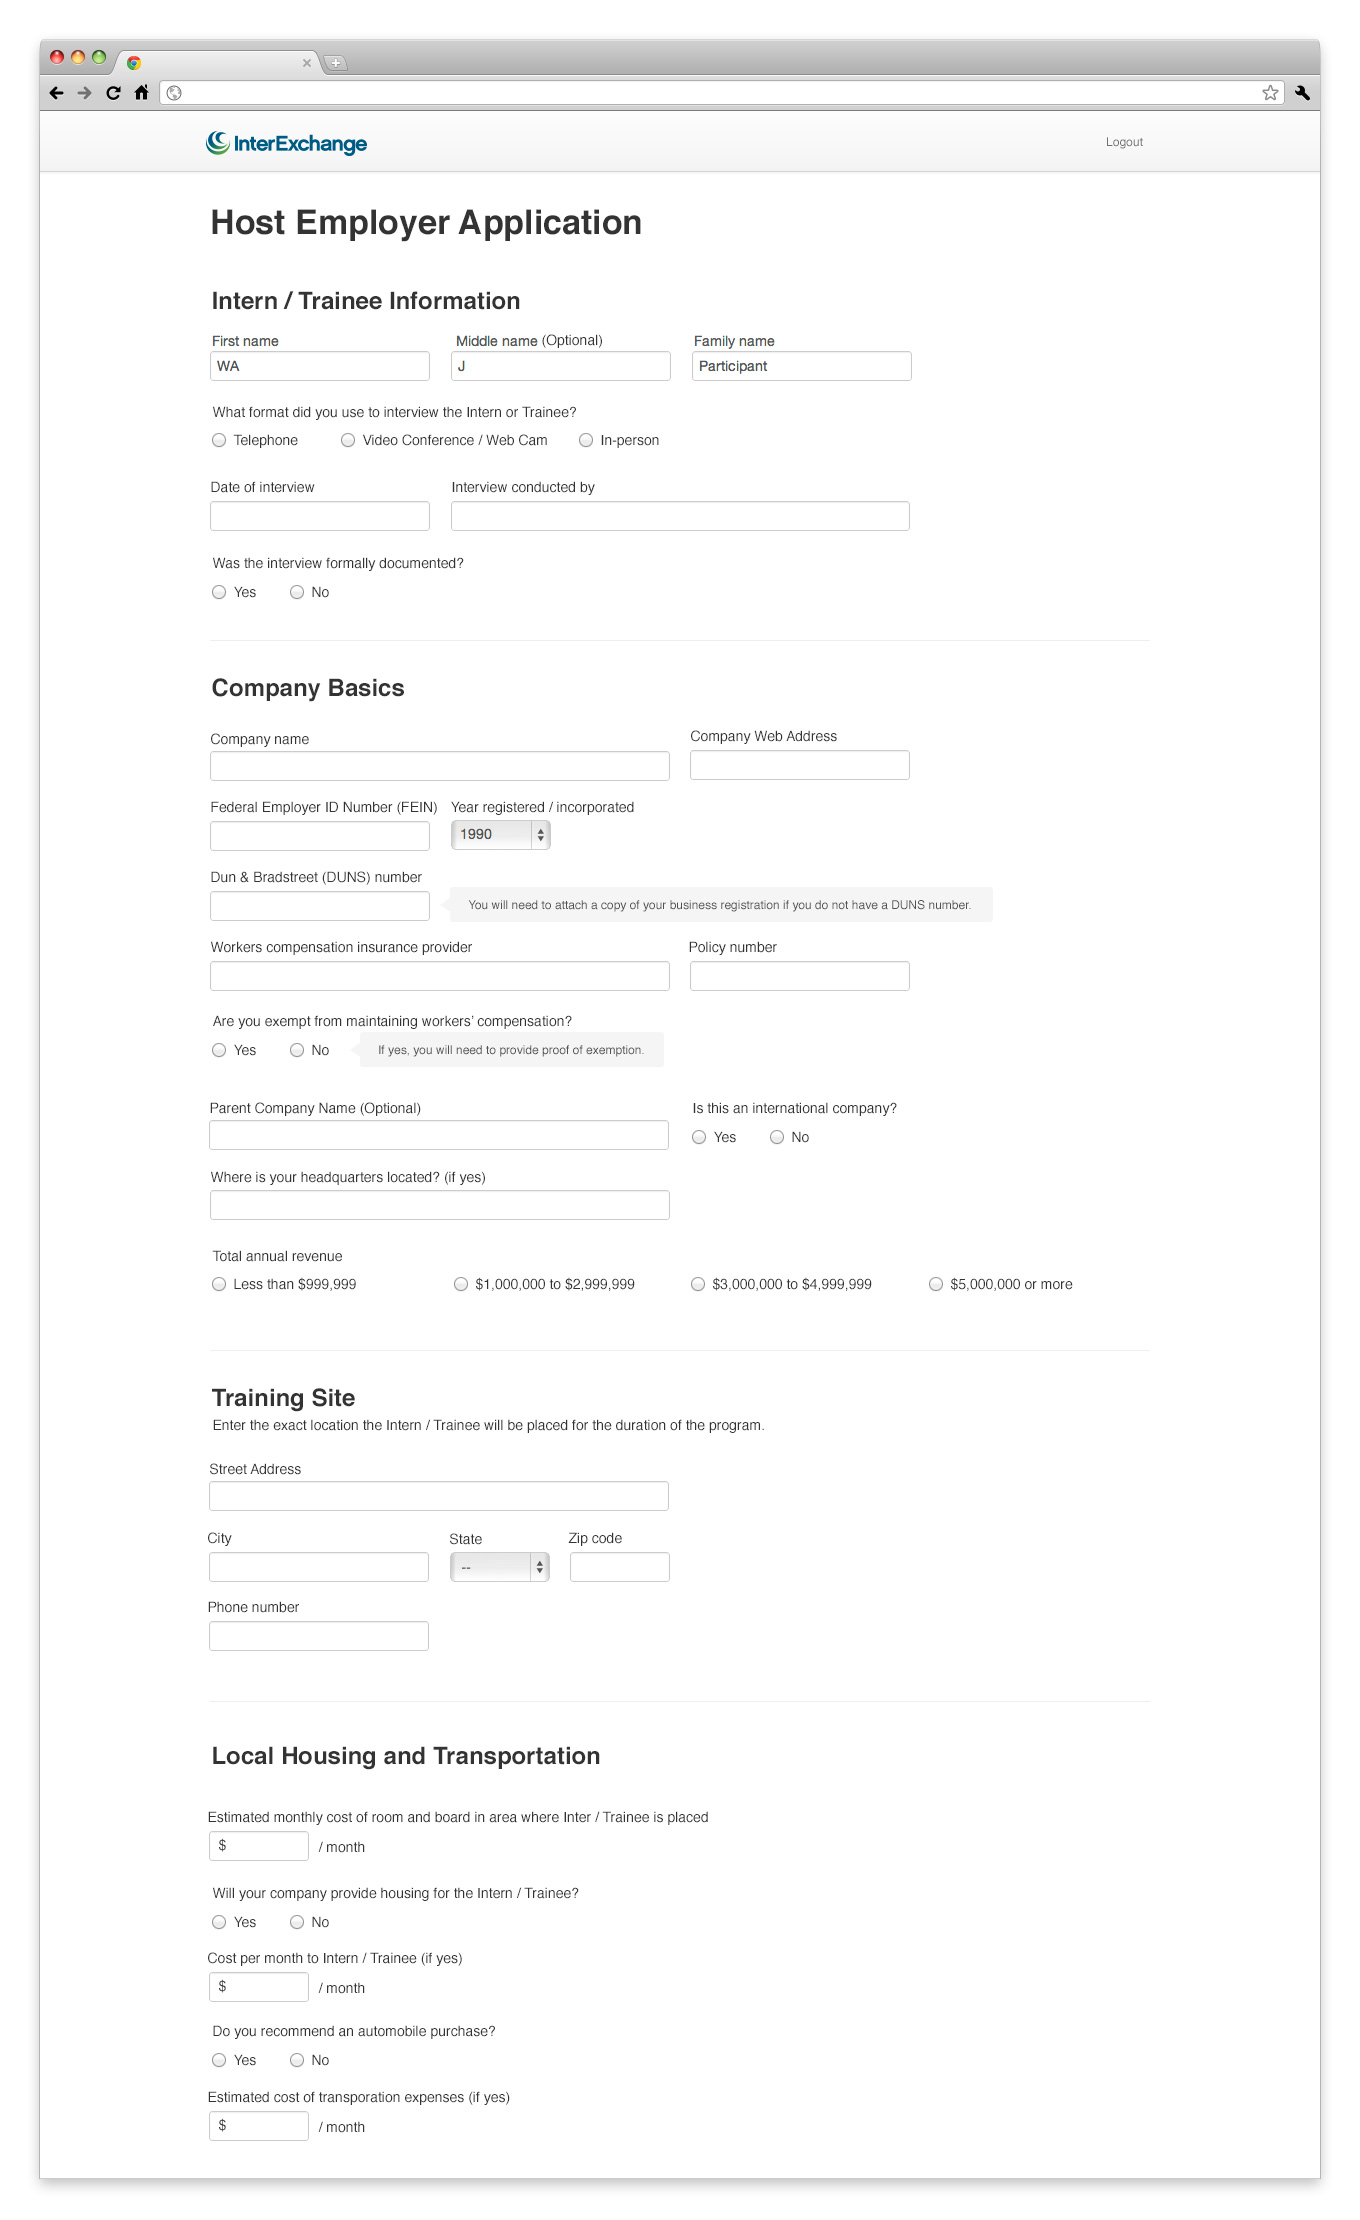 InterExchange
Logout
Host Employer Application
Intern / Trainee Information
First name Middle name (Optional) Family name
WA J Participant
What format did you use to interview the Intern or Trainee?
Telephone Video Conference / Web Cam In-person
Date of interview Interview conducted by
Was the interview formally documented?
Yes No
Company Basics
Company name Company Web Address
Federal Employer ID Number (FEIN) Year registered / incorporated
1990
Dun & Bradstreet (DUNS) number
You will need to attach a copy of your business registration if you do not have a DUNS number.
Workers compensation insurance provider Policy number
Are you exempt from maintaining workers’ compensation?
Yes No If yes, you will need to provide proof of exemption.
Parent Company Name (Optional) Is this an international company?
Yes No
Where is your headquarters located? (if yes)
Total annual revenue
Less than $999,999 $1,000,000 to $2,999,999 $3,000,000 to $4,999,999 $5,000,000 or more
Training Site
Enter the exact location the Intern / Trainee will be placed for the duration of the program.
Street Address
City State Zip code
--
Phone number
Local Housing and Transportation
Estimated monthly cost of room and board in area where Inter / Trainee is placed
$ / month
Will your company provide housing for the Intern / Trainee?
Yes No
Cost per month to Intern / Trainee (if yes)
$ / month
Do you recommend an automobile purchase?
Yes No
Estimated cost of transporation expenses (if yes)
$ / month